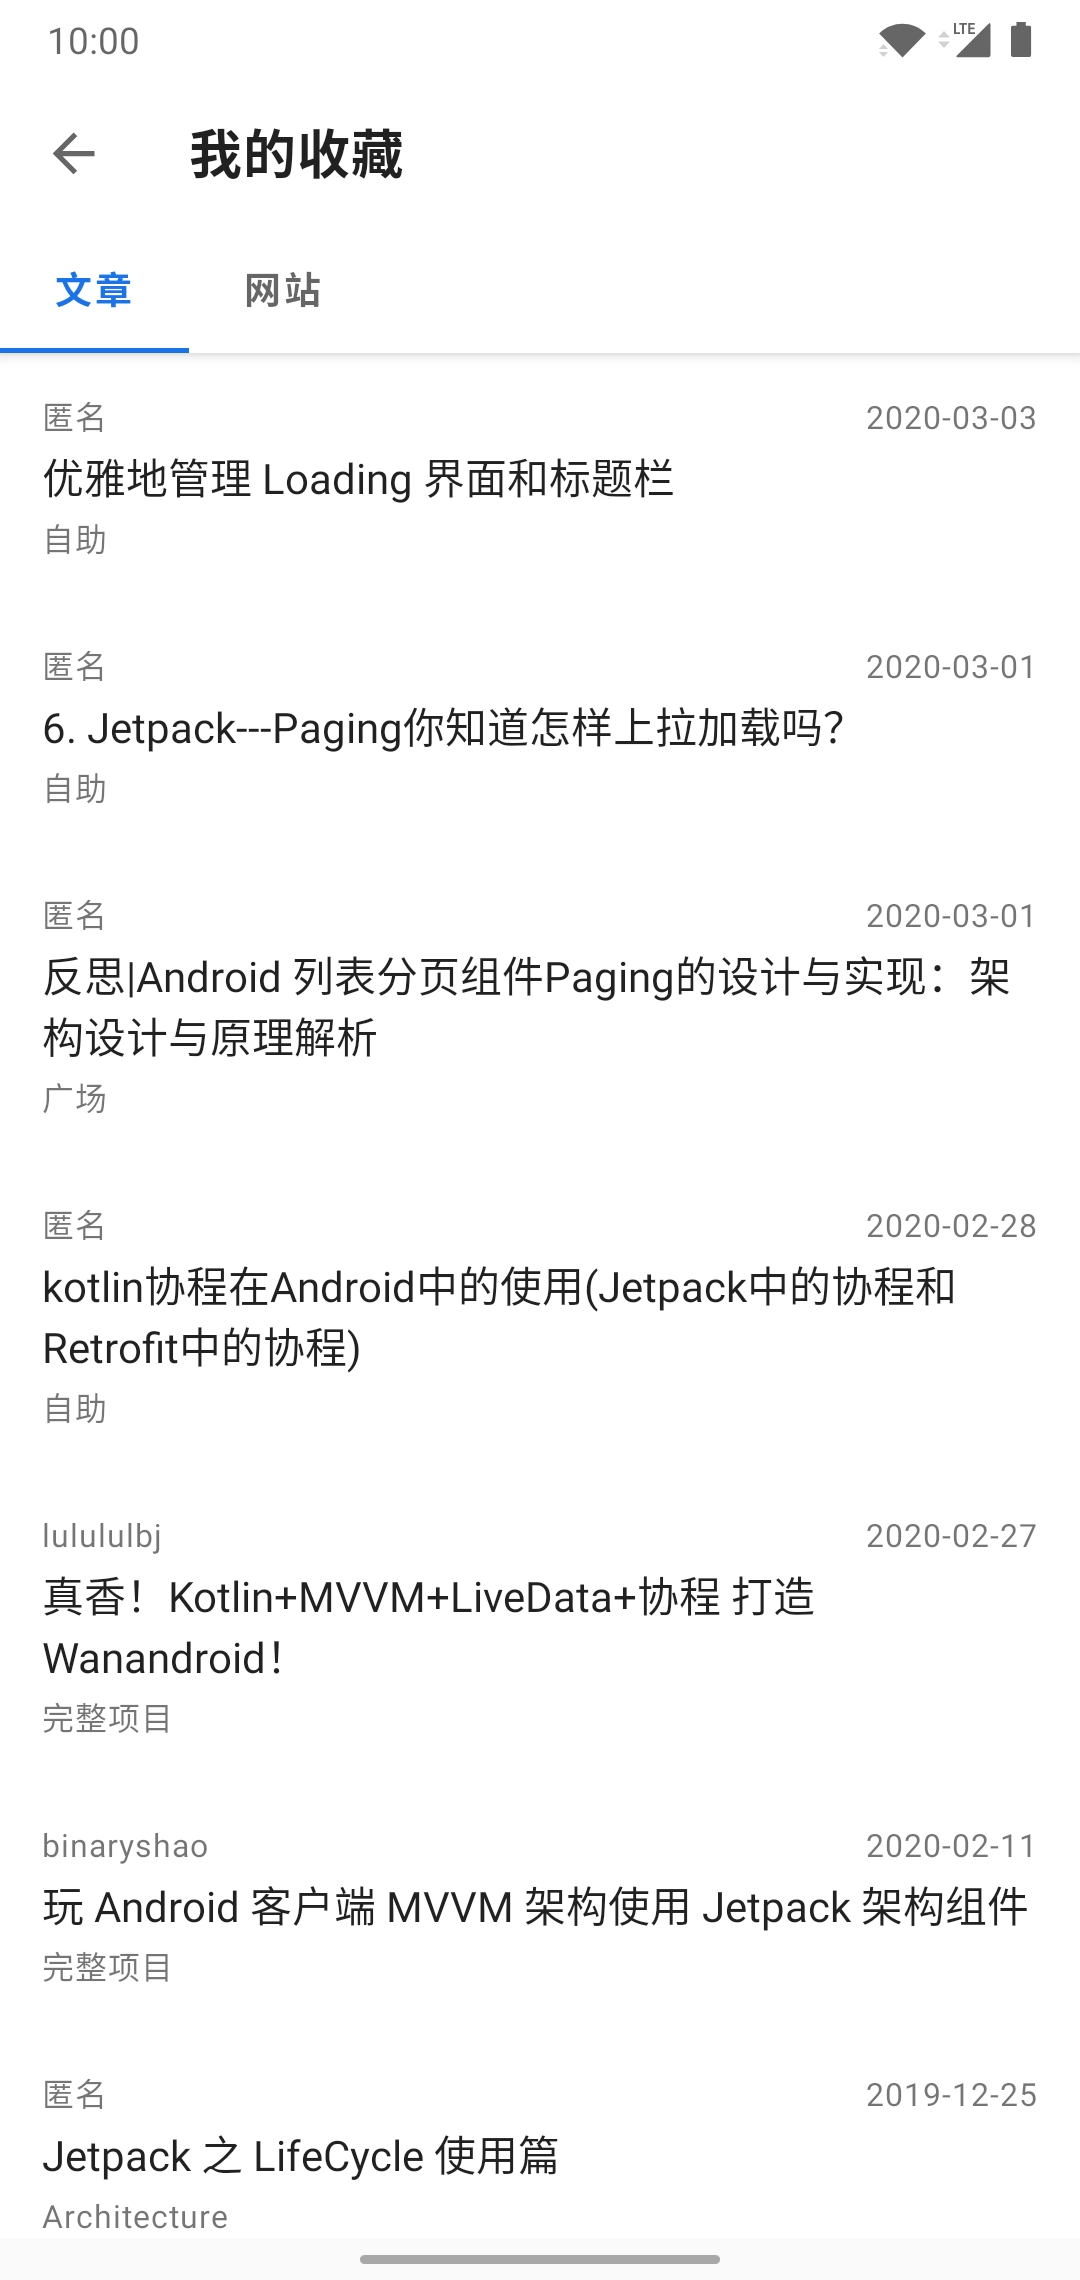 10:00
LTE
我的收藏
文章
网站
匿名
2020-03-03
优雅地管理 Loading 界面和标题栏
自助
匿名
2020-03-01
6. Jetpack---Paging你知道怎样上拉加载吗？
自助
匿名
2020-03-01
反思|Android 列表分页组件Paging的设计与实现：架
构设计与原理解析
广场
匿名
2020-02-28
kotlin协程在Android中的使用(Jetpack中的协程和
Retrofit中的协程)
自助
lulululbj
2020-02-27
真香！Kotlin+MVVM+LiveData+协程 打造
Wanandroid！
完整项目
binaryshao
2020-02-11
玩 Android 客户端 MVVM 架构使用 Jetpack 架构组件
完整项目
匿名
2019-12-25
Jetpack 之 LifeCycle 使用篇
Architecture